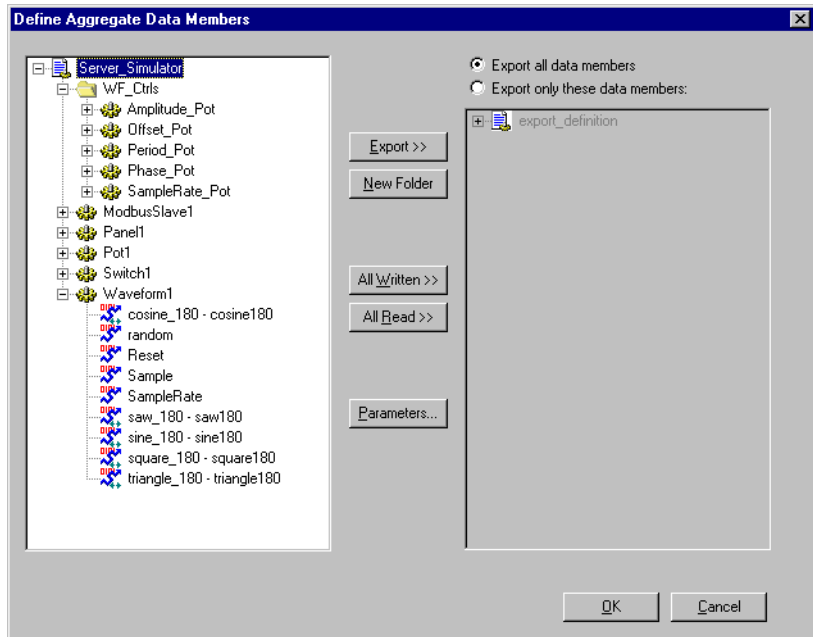 Define Aggregate Data Members
Server_Simulator
WF_Ctrls
Amplitude_Pot
Offset_Pot
Period_Pot
Phase_Pot
SampleRate_Pot
ModbusSlave1
Panel1
Pot1
Switch1
Waveform1
cosine_180 - cosine180
random
Reset
Sample
SampleRate
saw_180 - saw180
sine_180 - sine180
square_180 - square180
triangle_180 - triangle180
Export >>
New Folder
All Written >>
All Read >>
Parameters...
Export all data members
Export only these data members:
export_definition
OK
Cancel